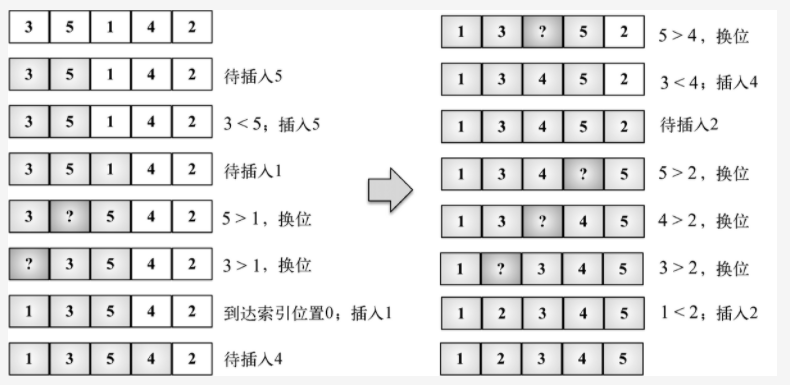 3 5 1 4 2
3 5 1 4 2 待插入5
3 5 1 4 2 3 < 5；插入5
3 5 1 4 2 待插入1
3 ? 5 4 2 5 > 1，换位
? 3 5 4 2 3 > 1，换位
1 3 5 4 2 到达索引位置0；插入1
1 3 5 4 2 待插入4
1 3 ? 5 2 5 > 4，换位
1 3 4 5 2 3 < 4；插入4
1 3 4 5 2 待插入2
1 3 4 ? 5 5 > 2，换位
1 3 ? 4 5 4 > 2，换位
1 ? 3 4 5 3 > 2，换位
1 2 3 4 5 1 < 2；插入2
1 2 3 4 5